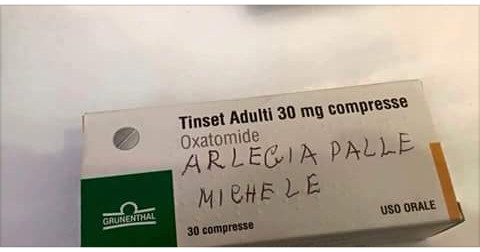 Tinset Adulti 30 mg compresse
Oxatomide
ARLEGIA PALLE
MICHELE
GRUNENTHAL
30 compresse
USO ORALE